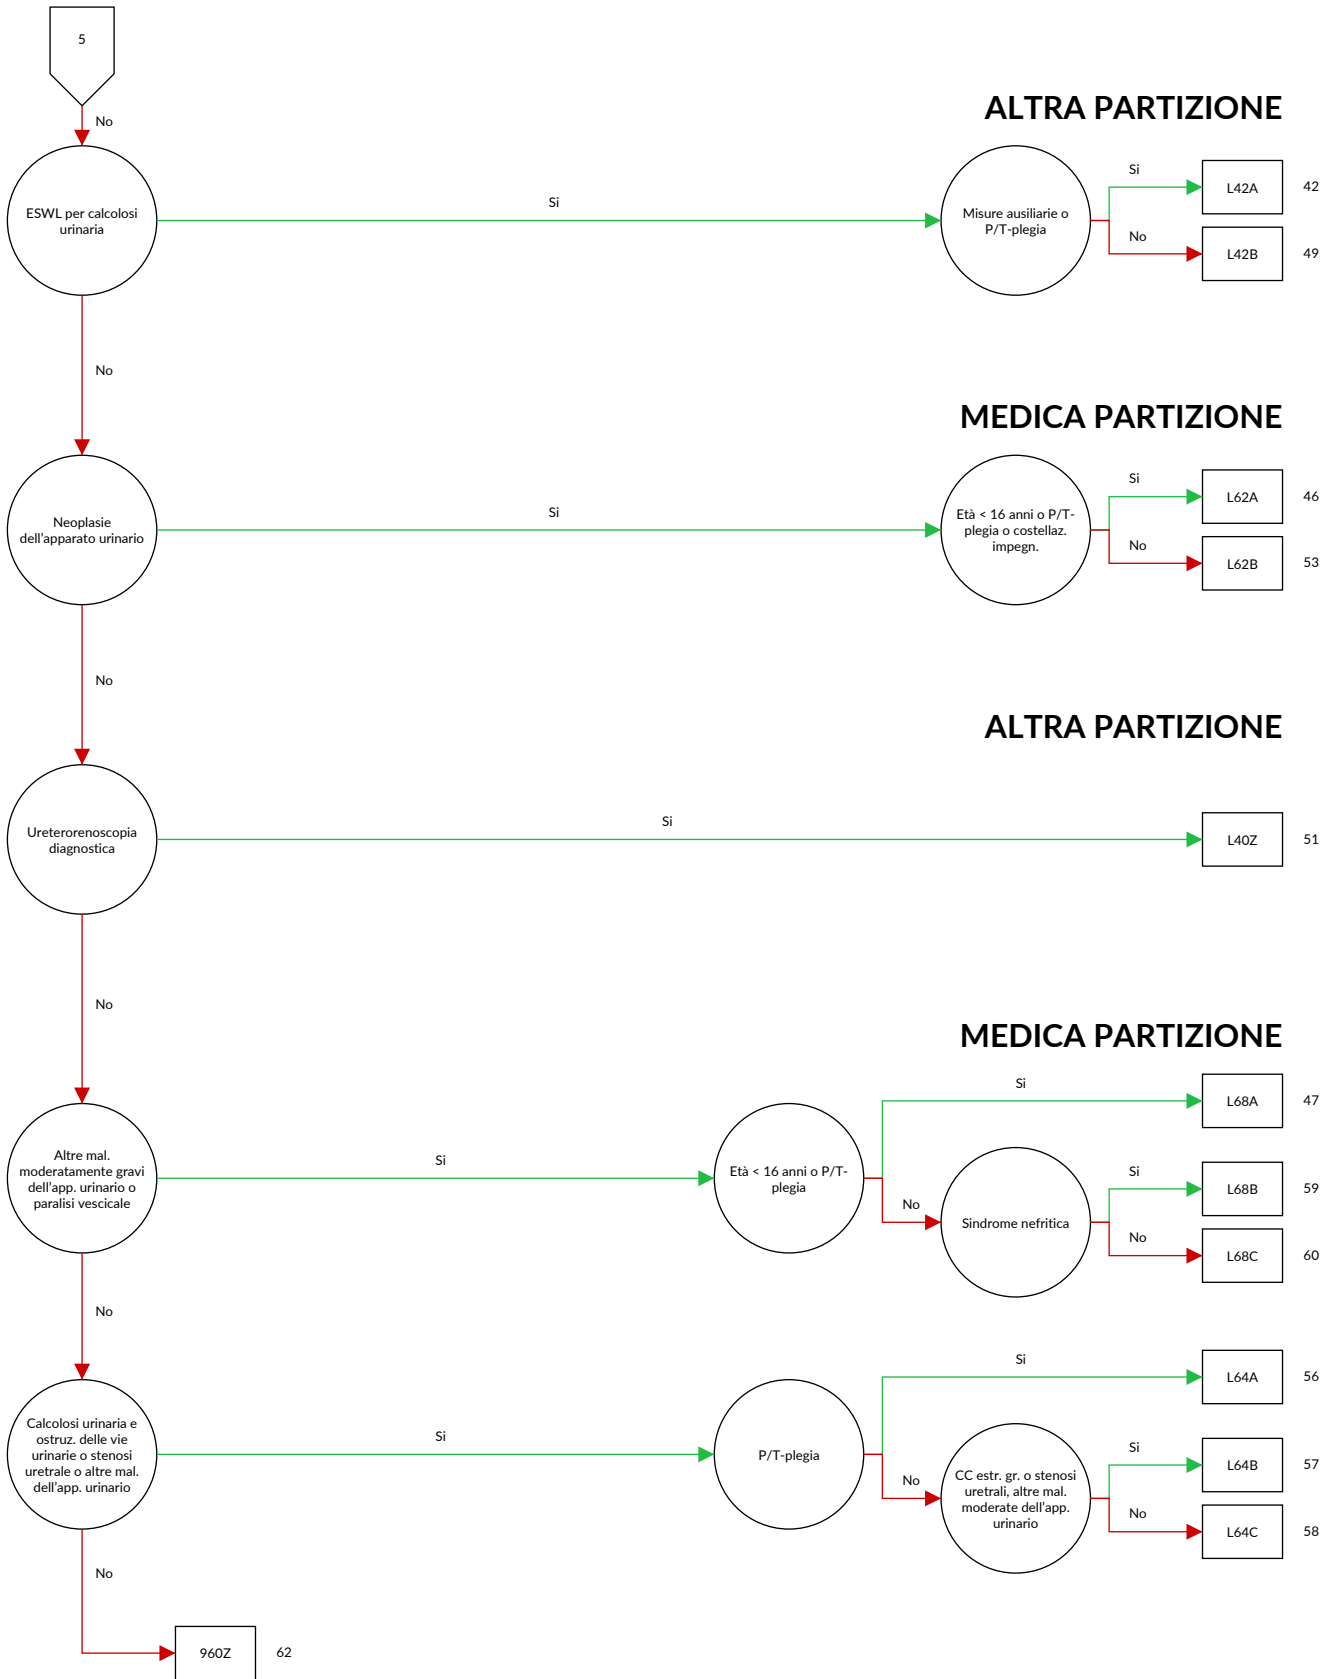 5
No
ALTRA PARTIZIONE
ESWL per calcolosi
urinaria
Si
Misure ausiliarie o
P/T-plegia
Si
L42A
42
No
L42B
49
No
MEDICA PARTIZIONE
Neoplasie
dell'apparato urinario
Si
Età < 16 anni o P/T-
plegia o costellaz.
impegn.
Si
L62A
46
No
L62B
53
No
ALTRA PARTIZIONE
Ureterorenoscopia
diagnostica
Si
L40Z
51
No
MEDICA PARTIZIONE
Altre mal.
moderatamente gravi
dell'app. urinario o
paralisi vescicale
Si
Età < 16 anni o P/T-
plegia
Si
L68A
47
No
Sindrome nefritica
Si
L68B
59
No
L68C
60
No
Calcolosi urinaria e
ostruz. delle vie
urinarie o stenosi
uretrale o altre mal.
dell'app. urinario
Si
P/T-plegia
Si
L64A
56
No
CC estr. gr. o stenosi
uretrali, altre mal.
moderate dell'app.
urinario
Si
L64B
57
No
L64C
58
No
960Z
62